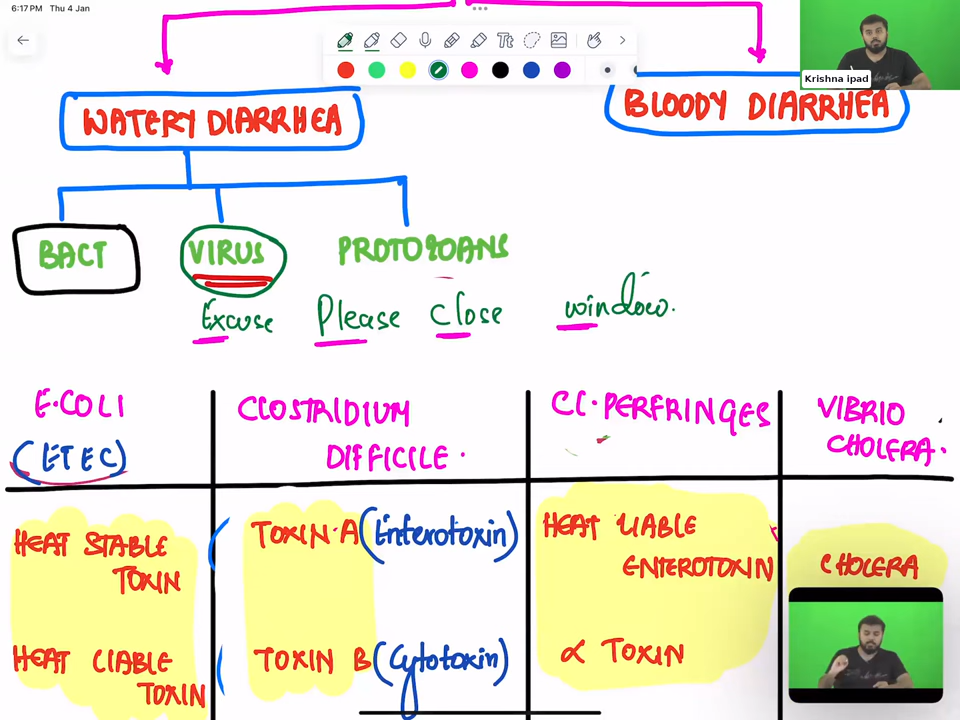 6:17 PM Thu 4 Jan
Tt
Krishna ipad
WATERY DIARRHEA
BLOODY DIARRHEA
BACT
VIRUS
PROTOZOANS
Excuse Please close window.
E.COLI
(ETEC)
CLOSTRIDIUM
DIFFICILE.
CL. PERFRINGES
VIBRIO
CHOLERA.
HEAT STABLE
TOXIN
HEAT LIABLE
TOXIN
TOXIN A (Enterotoxin)
TOXIN B (Cytotoxin)
HEAT LIABLE
ENTEROTOXIN
α TOXIN
CHOLERA